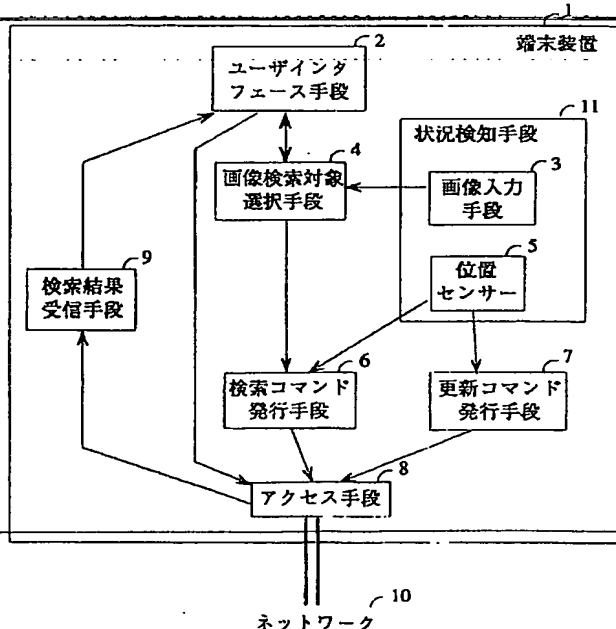 1
端末装置
2
ユーザインタ
フェース手段
11
状況検知手段
4
画像検索対象
選択手段
3
画像入力
手段
5
位置
センサー
9
検索結果
受信手段
6
検索コマンド
発行手段
7
更新コマンド
発行手段
8
アクセス手段
10
ネットワーク